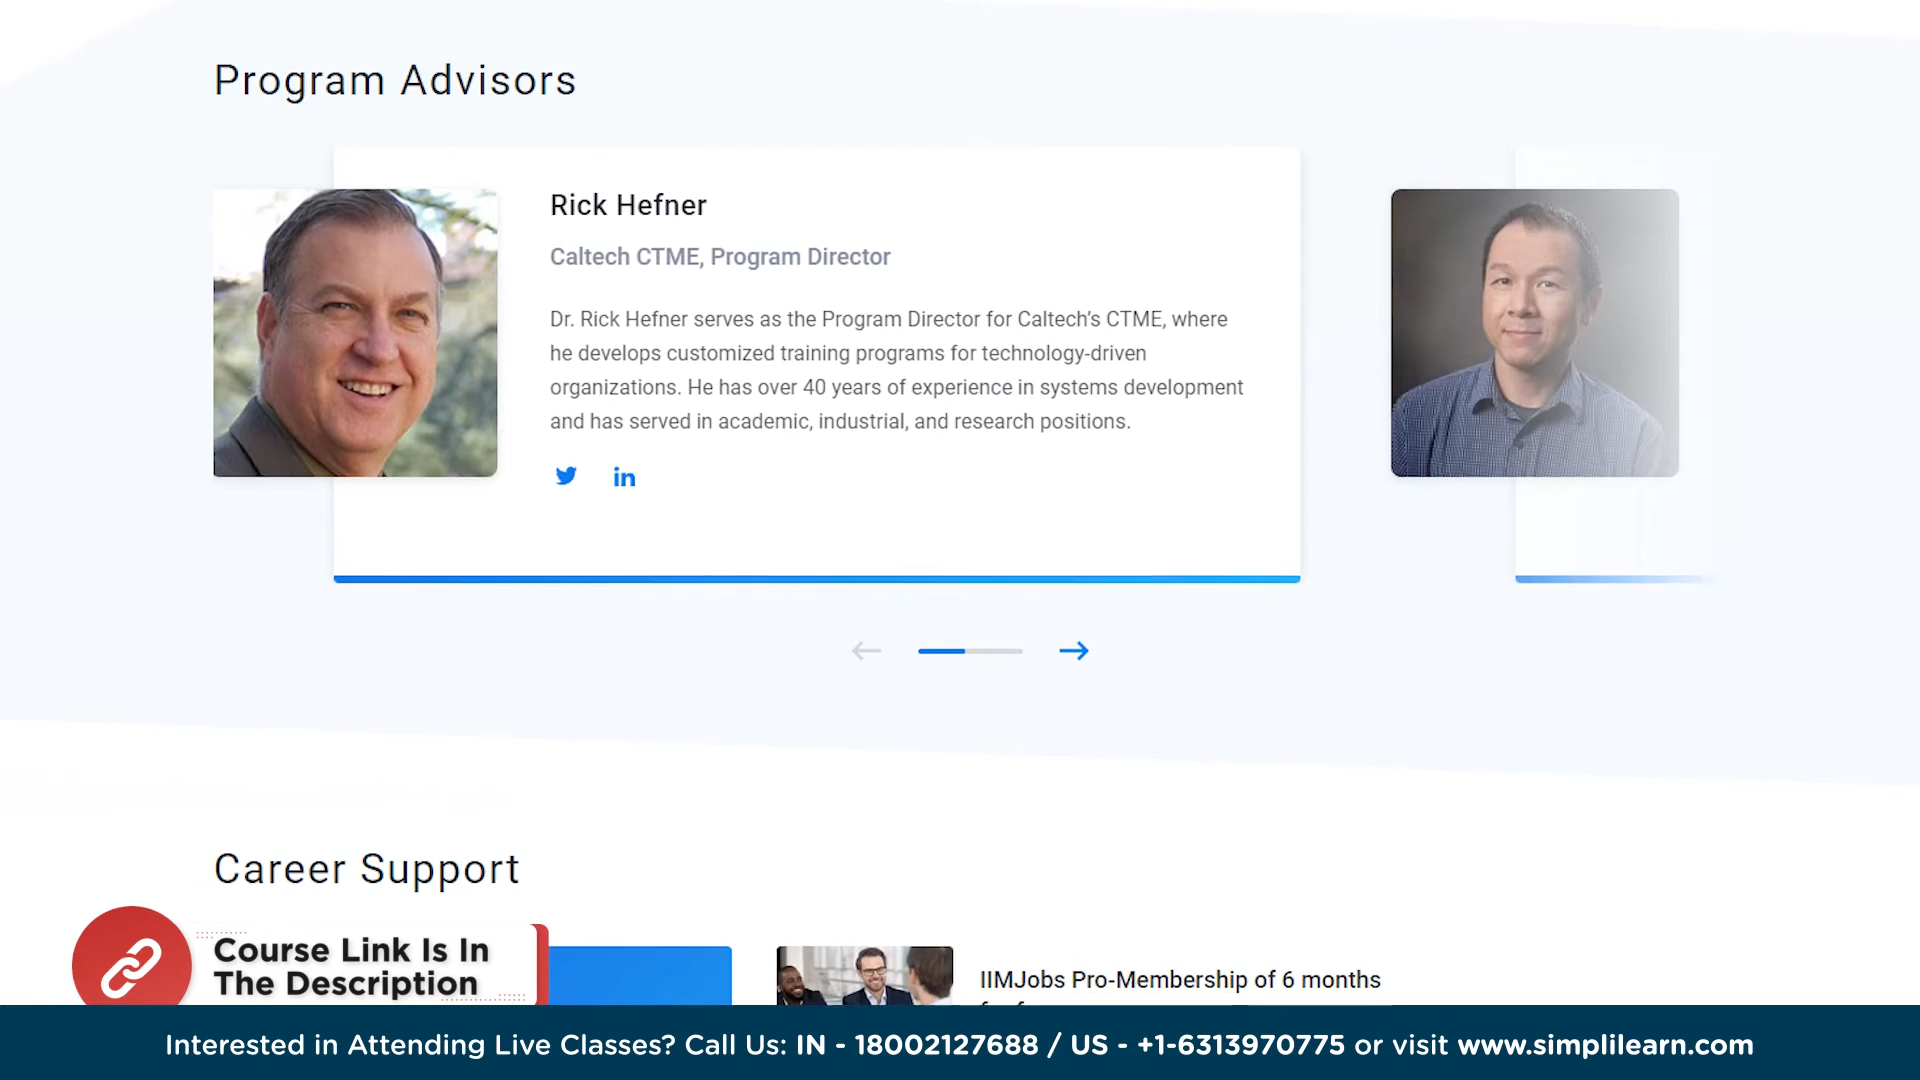 Program Advisors
Rick Hefner
Caltech CTME, Program Director
Dr. Rick Hefner serves as the Program Director for Caltech’s CTME, where
he develops customized training programs for technology-driven
organizations. He has over 40 years of experience in systems development
and has served in academic, industrial, and research positions.
in
Career Support
Course Link Is In
The Description
IIMJobs Pro-Membership of 6 months
Interested in Attending Live Classes? Call Us: IN - 18002127688 / US - +1-6313970775 or visit www.simplilearn.com